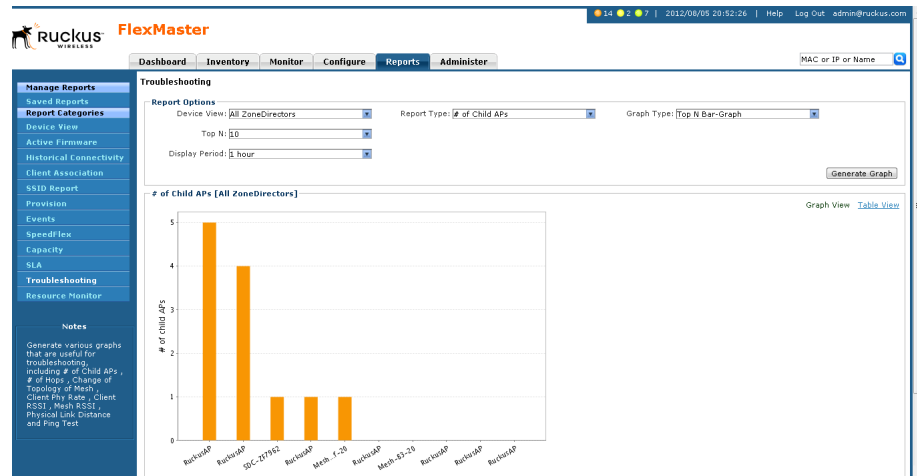 14 2 7 | 2012/08/05 20:52:26 | Help Log Out admin@ruckus.com
Ruckus WIRELESS FlexMaster
Dashboard Inventory Monitor Configure Reports Administer MAC or IP or Name
Manage Reports
Saved Reports
Report Categories
Device View
Active Firmware
Historical Connectivity
Client Association
SSID Report
Provision
Events
SpeedFlex
Capacity
SLA
Troubleshooting
Resource Monitor
Notes
Generate various graphs
that are useful for
troubleshooting,
including # of Child APs ,
# of Hops , Change of
Topology of Mesh ,
Client Phy Rate , Client
RSSI , Mesh RSSI ,
Physical Link Distance
and Ping Test
Troubleshooting
Report Options
Device View: All ZoneDirectors Report Type: # of Child APs Graph Type: Top N Bar-Graph
Top N: 10
Display Period: 1 hour
Generate Graph
# of Child APs [All ZoneDirectors]
Graph View Table View
# of child APs
5
4
3
2
1
0
RuckusAP RuckusAP SDC-ZF7962 RuckusAP Mesh...f-20 RuckusAP Mesh-63-20 RuckusAP RuckusAP RuckusAP